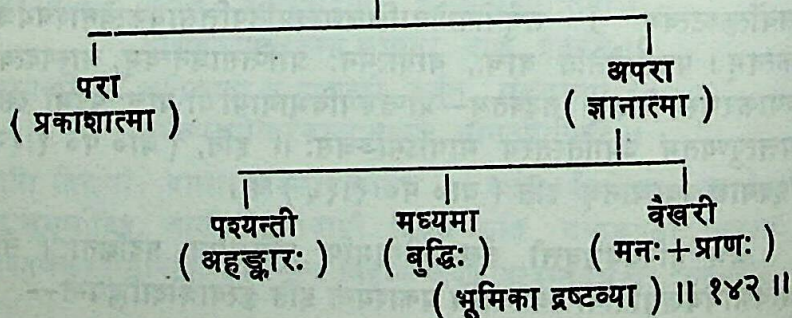 परा अपरा
( प्रकाशात्मा ) ( ज्ञानात्मा )
पश्यन्ती मध्यमा वैखरी
( अहङ्कारः ) ( बुद्धिः ) ( मनः + प्राणः )
( भूमिका द्रष्टव्या ) ॥ १४२ ॥